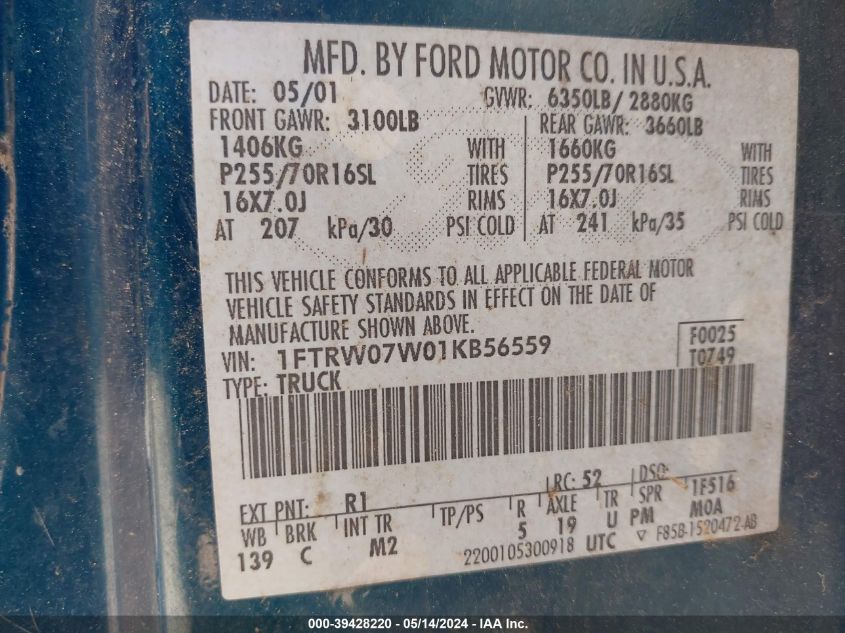 MFD. BY FORD MOTOR CO. IN U.S.A.
DATE: 05/01 GVWR: 6350LB/ 2880KG
FRONT GAWR: 3100LB REAR GAWR: 3660LB
1406KG WITH 1660KG WITH
P255/70R16SL TIRES P255/70R16SL TIRES
16X7.0J RIMS 16X7.0J RIMS
AT 207 kPa/30 PSI COLD AT 241 kPa/35 PSI COLD
THIS VEHICLE CONFORMS TO ALL APPLICABLE FEDERAL MOTOR
VEHICLE SAFETY STANDARDS IN EFFECT ON THE DATE OF
MANUFACTURE SHOWN ABOVE.
VIN: 1FTRW07W01KB56559 F0025
TYPE: TRUCK T0749
EXT PNT: R1 RC: 52 DSO: 1F516
WB BRK INT TR TP/PS R AXLE TR SPR
139 C M2 5 19 U PM MOA
2200105300918 UTC ▽ F85B-1520472-AB
000-39428220 - 05/14/2024 - IAA Inc.